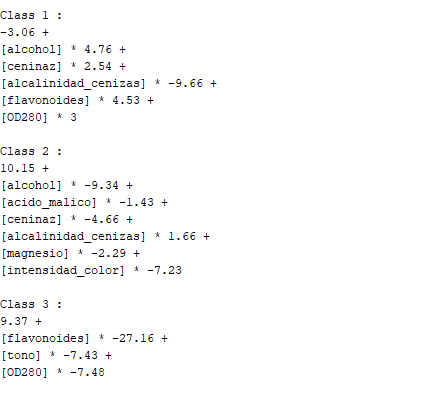 Class 1 :
-3.06 +
[alcohol] * 4.76 +
[ceninaz] * 2.54 +
[alcalinidad_cenizas] * -9.66 +
[flavonoides] * 4.53 +
[OD280] * 3

Class 2 :
10.15 +
[alcohol] * -9.34 +
[acido_malico] * -1.43 +
[ceninaz] * -4.66 +
[alcalinidad_cenizas] * 1.66 +
[magnesio] * -2.29 +
[intensidad_color] * -7.23

Class 3 :
9.37 +
[flavonoides] * -27.16 +
[tono] * -7.43 +
[OD280] * -7.48